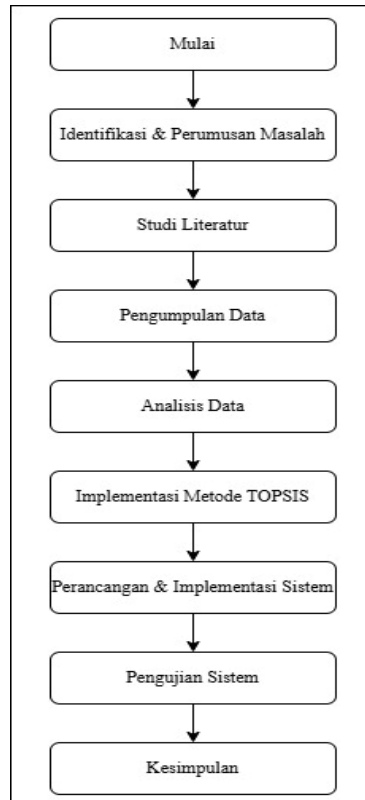 Mulai
Identifikasi & Perumusan Masalah
Studi Literatur
Pengumpulan Data
Analisis Data
Implementasi Metode TOPSIS
Perancangan & Implementasi Sistem
Pengujian Sistem
Kesimpulan